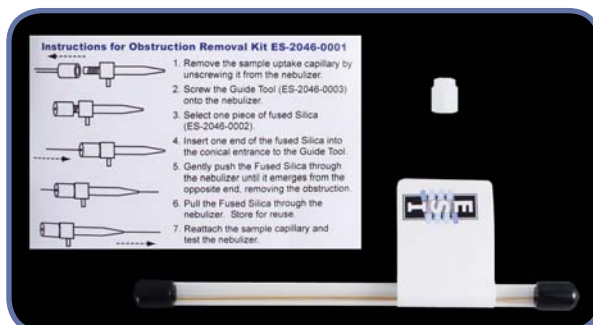 Instructions for Obstruction Removal Kit ES-2046-0001
1. Remove the sample uptake capillary by
unscrewing it from the nebulizer.
2. Screw the Guide Tool (ES-2046-0003)
onto the nebulizer.
3. Select one piece of fused Silica
(ES-2046-0002).
4. Insert one end of the fused Silica into
the conical entrance to the Guide Tool.
5. Gently push the Fused Silica through
the nebulizer until it emerges from the
opposite end, removing the obstruction.
6. Pull the Fused Silica through the
nebulizer. Store for reuse.
7. Reattach the sample capillary and
test the nebulizer.
ESI